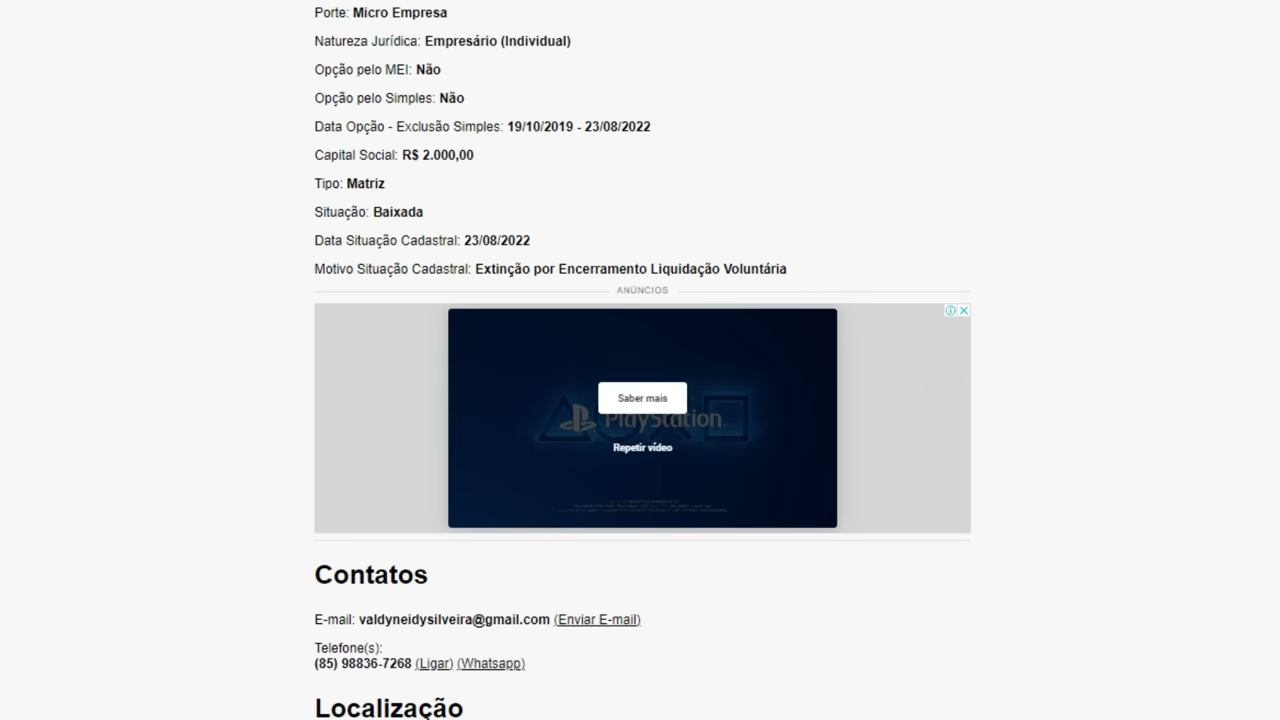 Porte: Micro Empresa
Natureza Jurídica: Empresário (Individual)
Opção pelo MEI: Não
Opção pelo Simples: Não
Data Opção - Exclusão Simples: 19/10/2019 - 23/08/2022
Capital Social: R$ 2.000,00
Tipo: Matriz
Situação: Baixada
Data Situação Cadastral: 23/08/2022
Motivo Situação Cadastral: Extinção por Encerramento Liquidação Voluntária
ANÚNCIOS
Saber mais
PlayStation
Repetir vídeo
Contatos
E-mail: valdyneidysilveira@gmail.com (Enviar E-mail)
Telefone(s):
(85) 98836-7268 (Ligar) (Whatsapp)
Localização